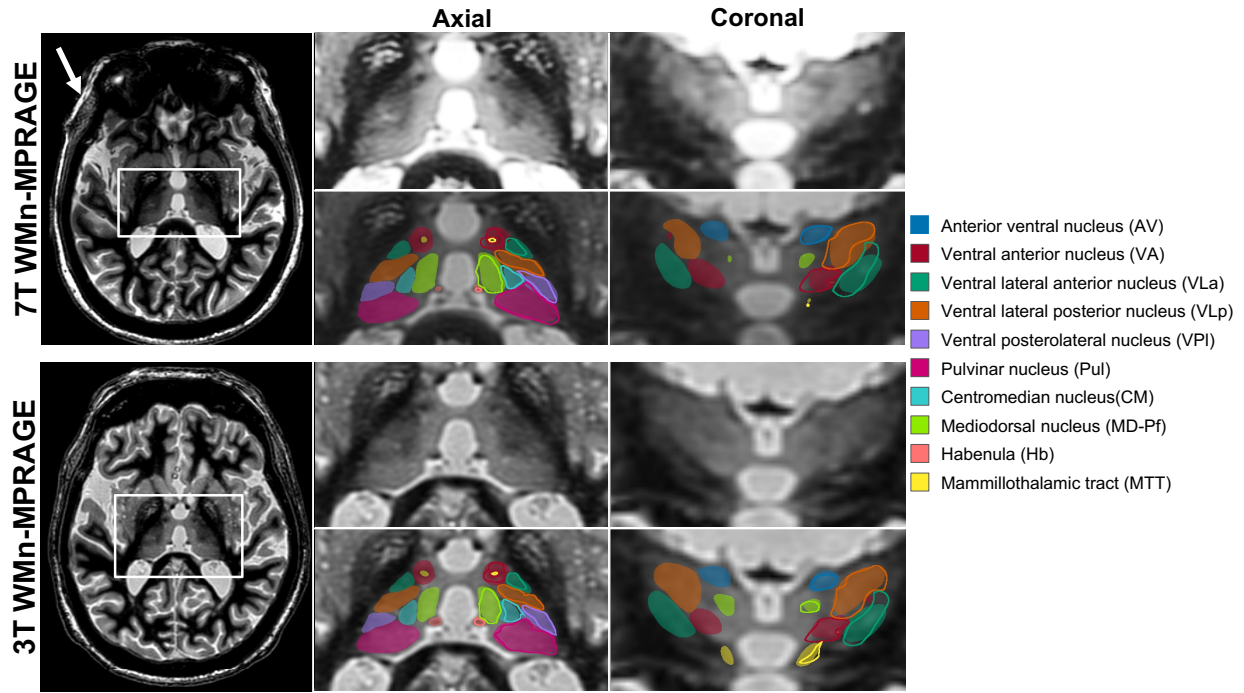 Axial
Coronal
7T WMn-MPRAGE
3T WMn-MPRAGE
Anterior ventral nucleus (AV)
Ventral anterior nucleus (VA)
Ventral lateral anterior nucleus (VLa)
Ventral lateral posterior nucleus (VLp)
Ventral posterolateral nucleus (VPl)
Pulvinar nucleus (Pul)
Centromedian nucleus(CM)
Mediodorsal nucleus (MD-Pf)
Habenula (Hb)
Mammillothalamic tract (MTT)